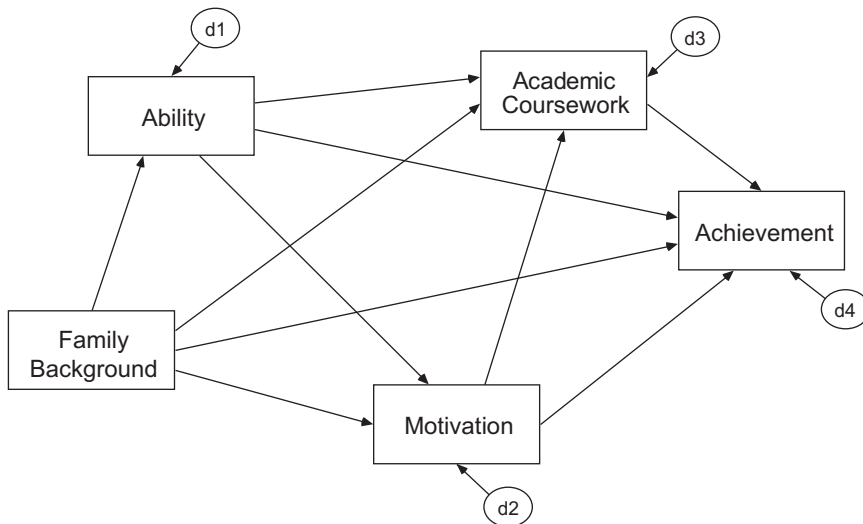 d1
d3
Academic
Coursework
Ability
Achievement
d4
Family
Background
Motivation
d2